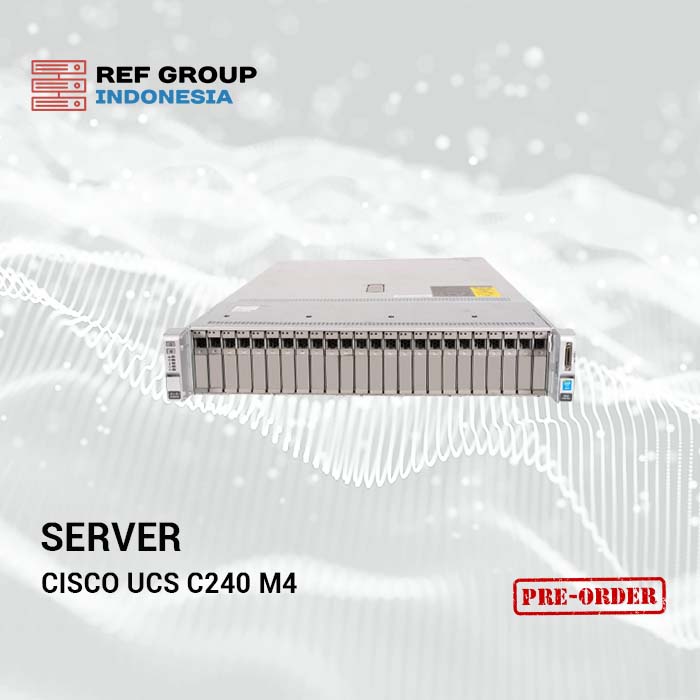 REF GROUP
INDONESIA
SERVER
CISCO UCS C240 M4
PRE-ORDER